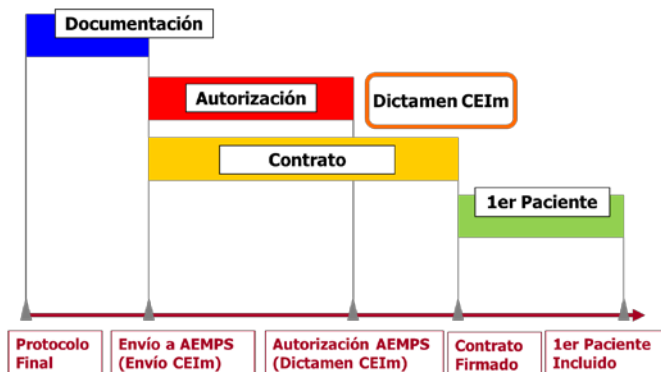 Documentación
Autorización
Dictamen CEIm
Contrato
1er Paciente
Protocolo
Final
Envío a AEMPS
(Envío CEIm)
Autorización AEMPS
(Dictamen CEIm)
Contrato
Firmado
1er Paciente
Incluido